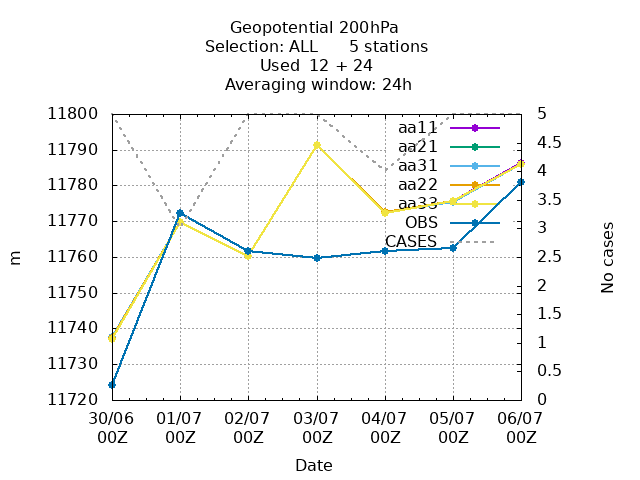 Geopotential 200hPa
Selection: ALL 5 stations
Used 12 + 24
Averaging window: 24h
11800
11790
11780
11770
11760
11750
11740
11730
11720
m
5
4.5
4
3.5
3
2.5
2
1.5
1
0.5
0
No cases
aa11
aa21
aa31
aa22
aa33
OBS
CASES
30/06 01/07 02/07 03/07 04/07 05/07 06/07
00Z 00Z 00Z 00Z 00Z 00Z 00Z
Date